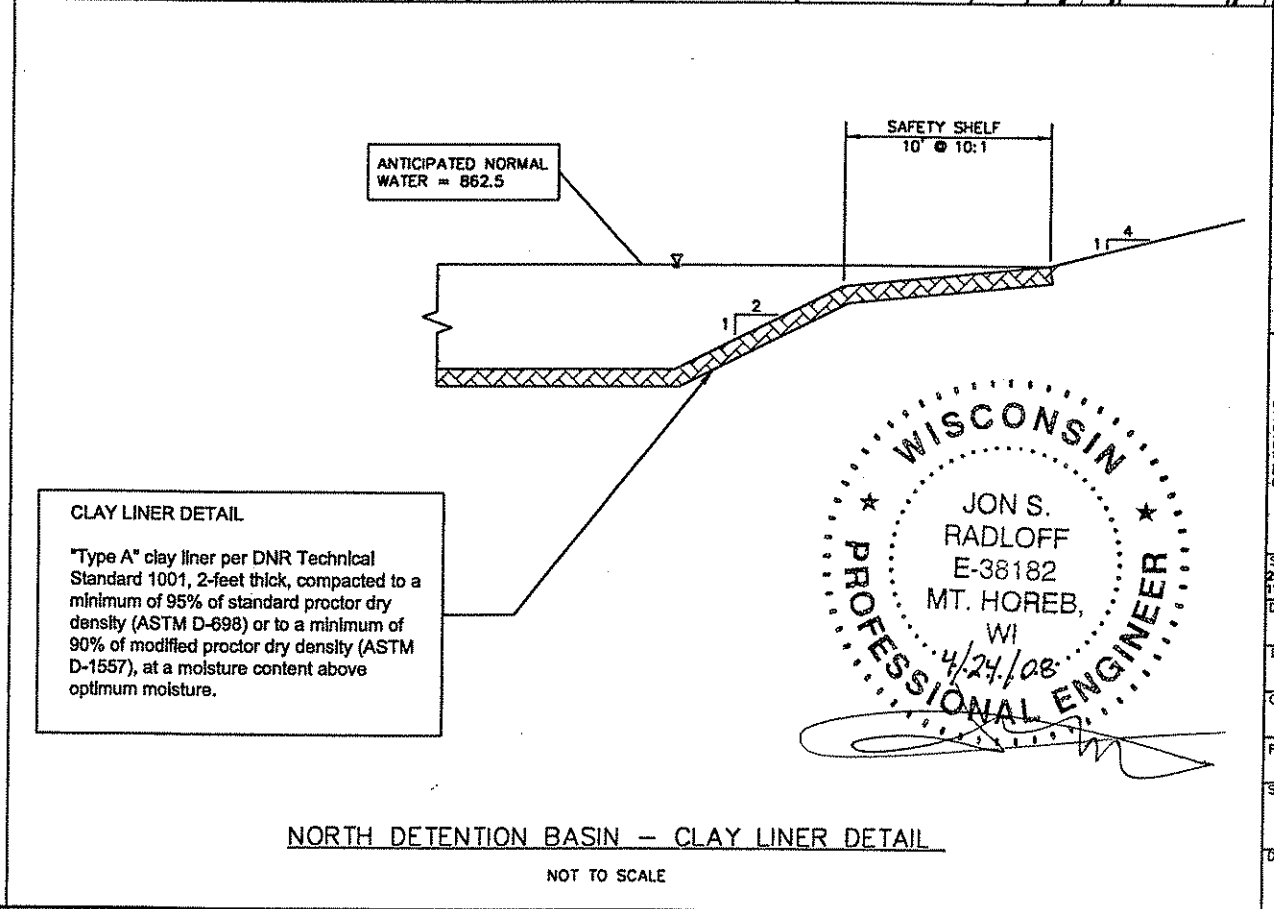 SAFETY SHELF
10' @ 10:1
ANTICIPATED NORMAL
WATER = 862.5
1 4
1 2
CLAY LINER DETAIL
"Type A" clay liner per DNR Technical
Standard 1001, 2-feet thick, compacted to a
minimum of 95% of standard proctor dry
density (ASTM D-698) or to a minimum of
90% of modified proctor dry density (ASTM
D-1557), at a moisture content above
optimum moisture.
WISCONSIN
JON S.
RADLOFF
E-38182
MT. HOREB,
WI
4/24/08
PROFESSIONAL ENGINEER
NORTH DETENTION BASIN – CLAY LINER DETAIL
NOT TO SCALE